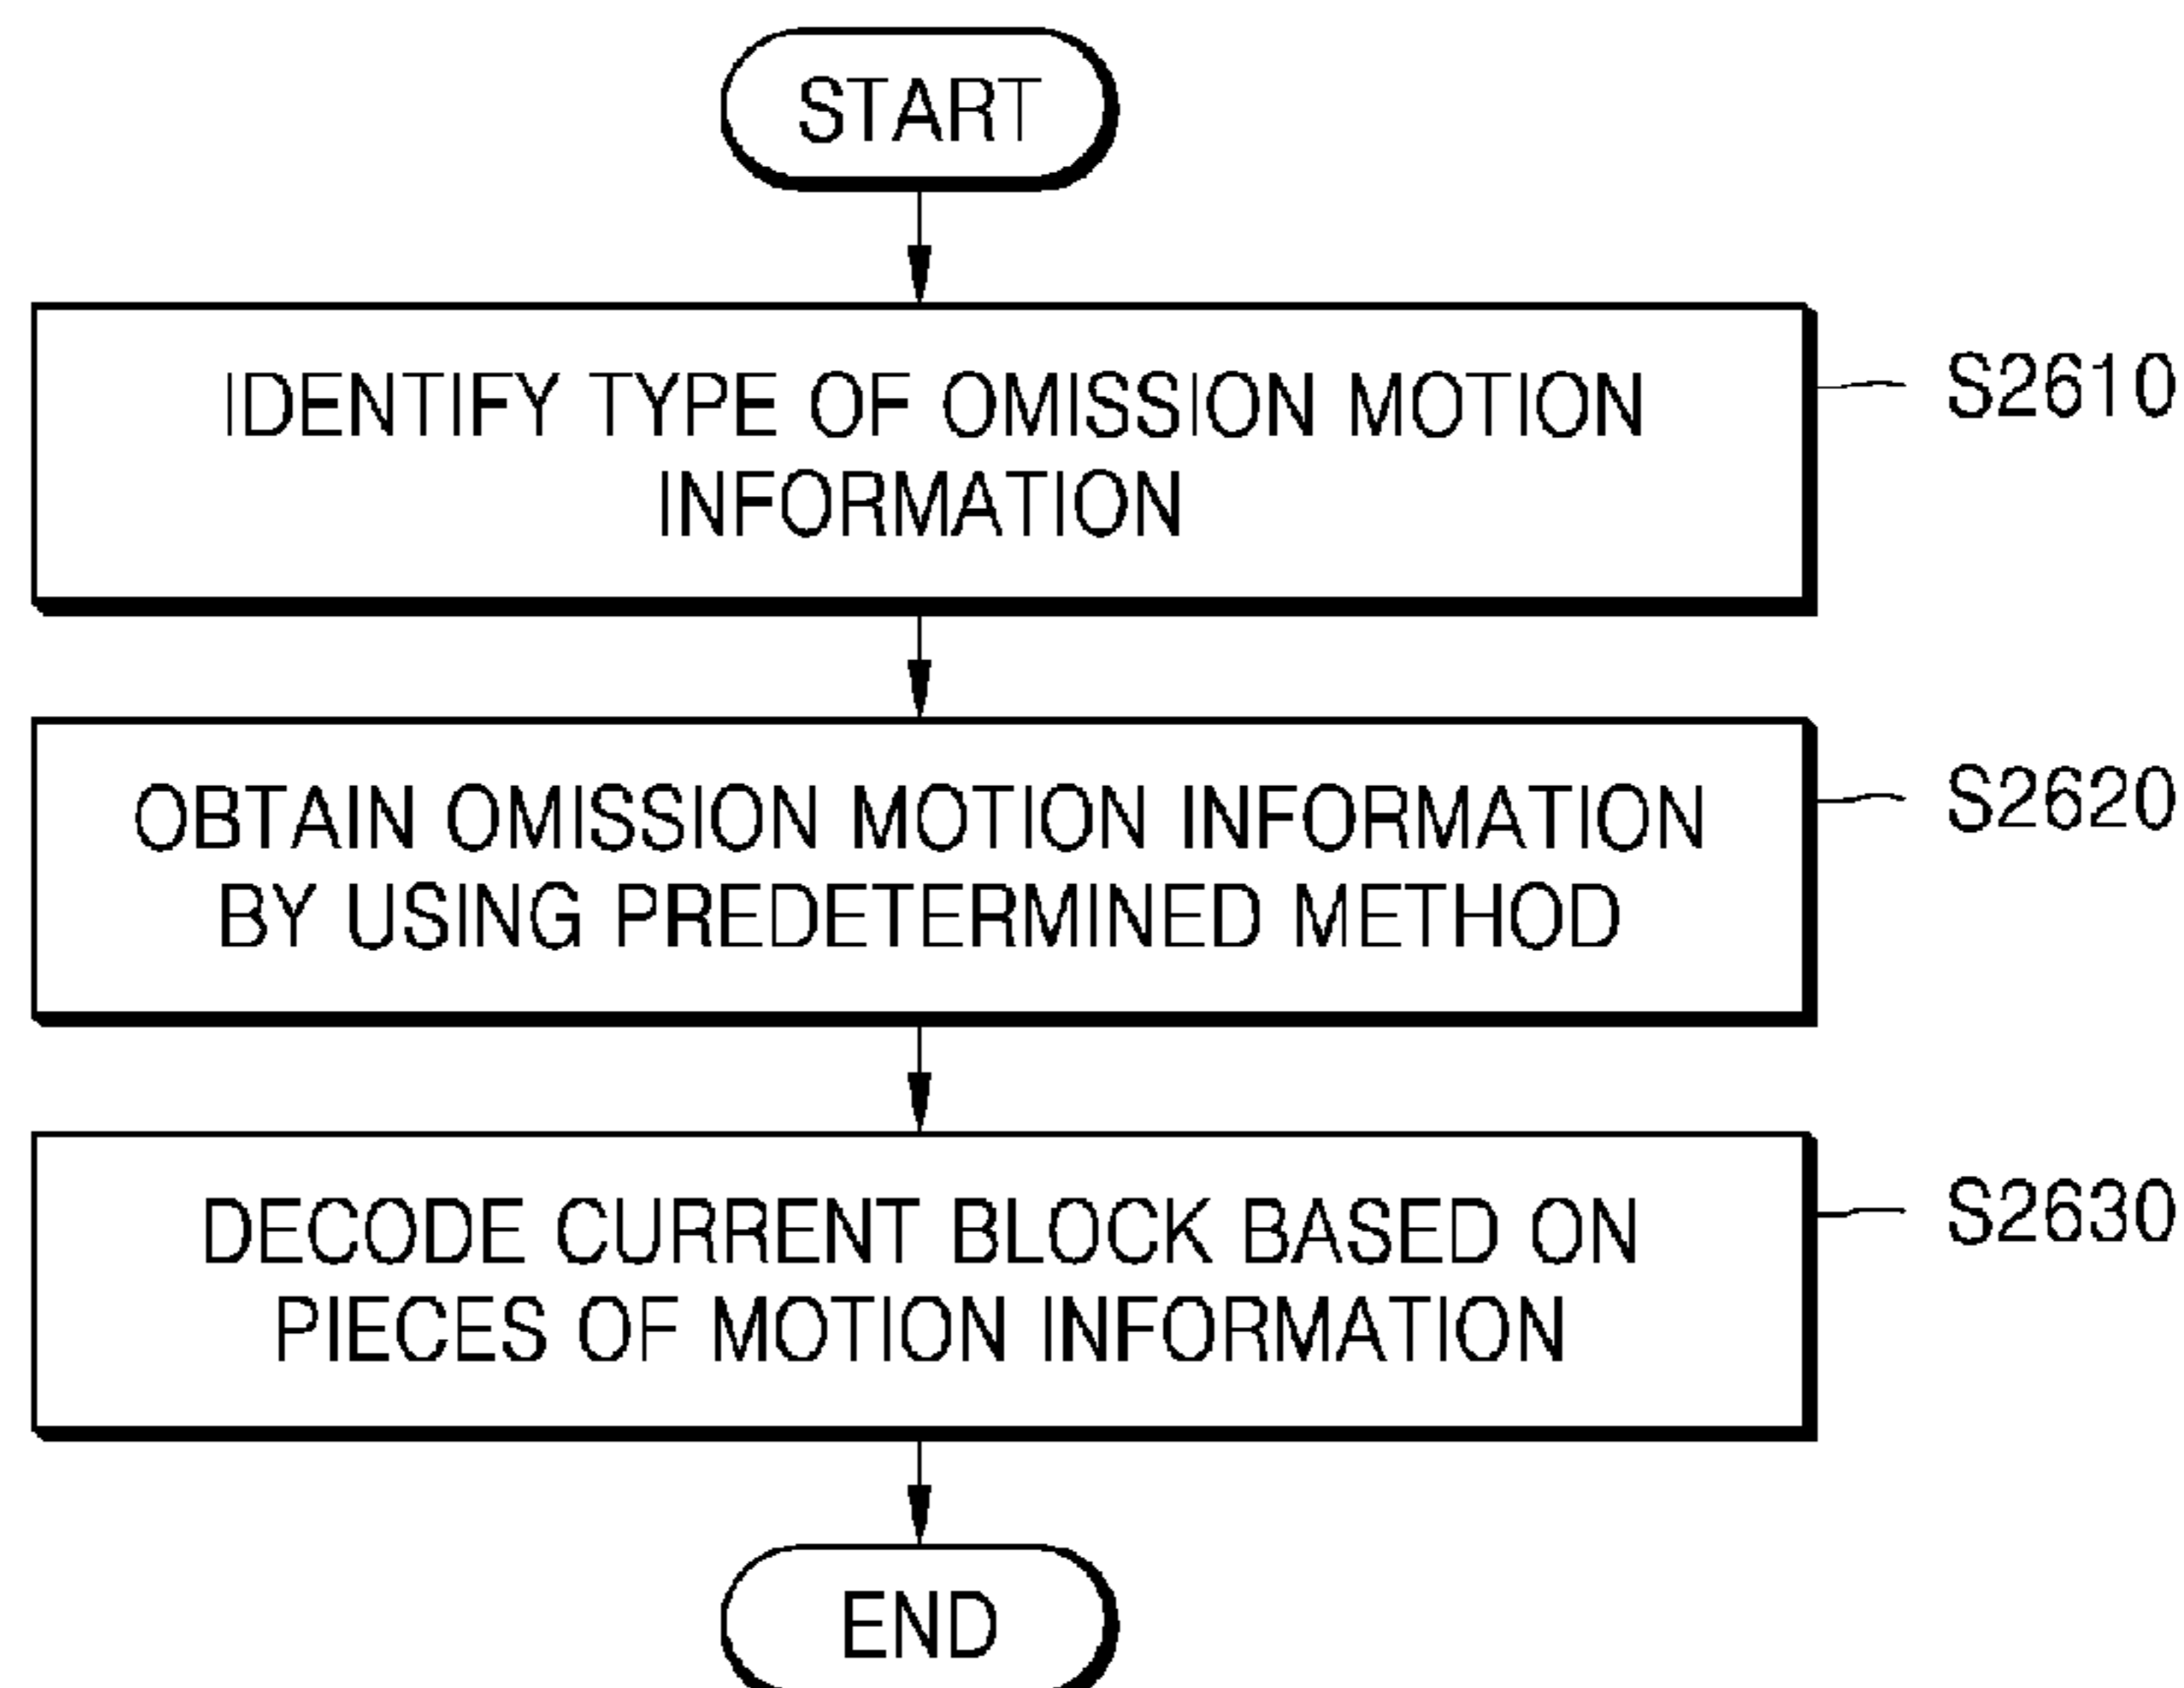 START
IDENTIFY TYPE OF OMISSION MOTION
INFORMATION
S2610
OBTAIN OMISSION MOTION INFORMATION
BY USING PREDETERMINED METHOD
S2620
DECODE CURRENT BLOCK BASED ON
PIECES OF MOTION INFORMATION
S2630
END